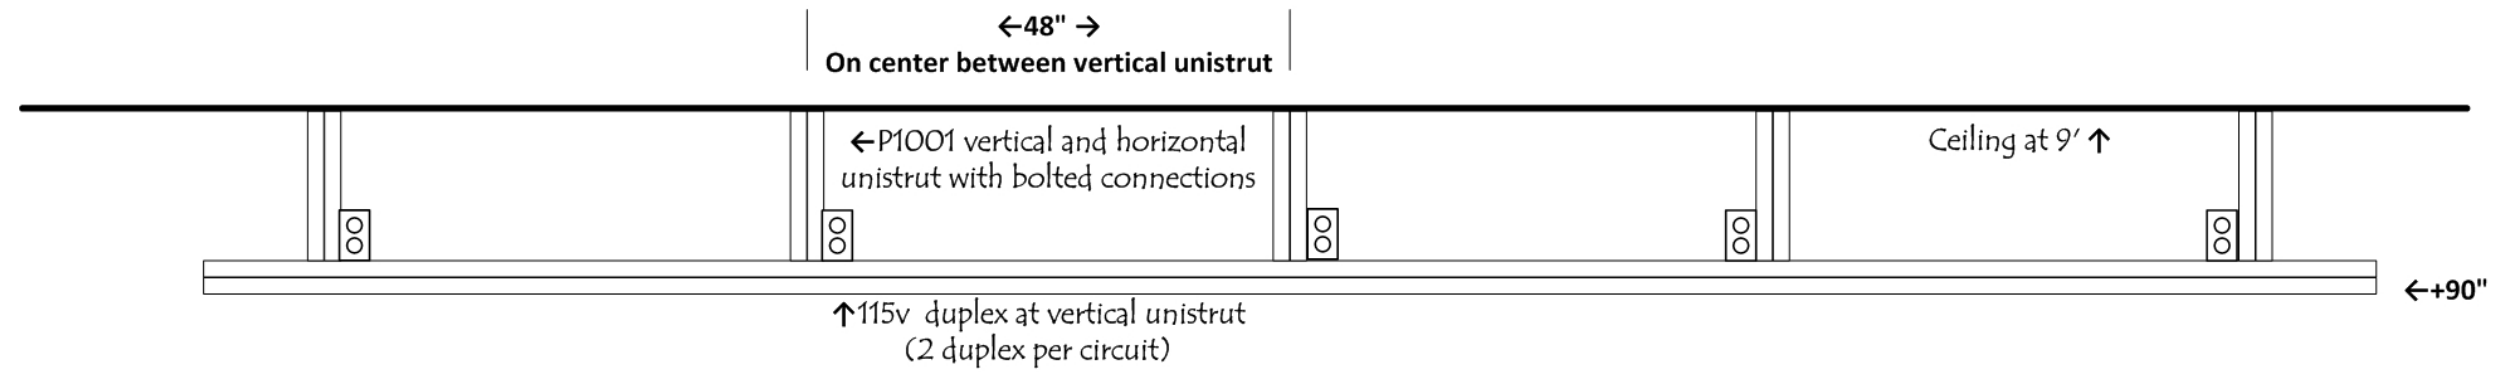 ←48" →
On center between vertical unistrut
←P1001 vertical and horizontal
unistrut with bolted connections
Ceiling at 9' ↑
←+90"
↑115v duplex at vertical unistrut
(2 duplex per circuit)